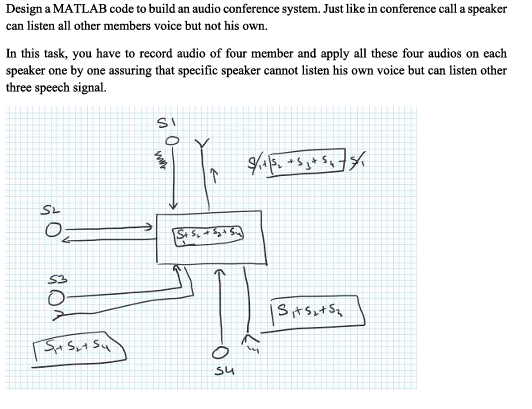 Design a MATLAB code to build an audio conference system. Just like in conference call a speaker
can listen all other members voice but not his own.
In this task, you have to record audio of four member and apply all these four audios on each
speaker one by one assuring that specific speaker cannot listen his own voice but can listen other
three speech signal.
S1
S1+S2+S3+S4-S1
S2
S1+S2+S3+S4
S3
S1+S2+S3
S1+S2+S4
S4